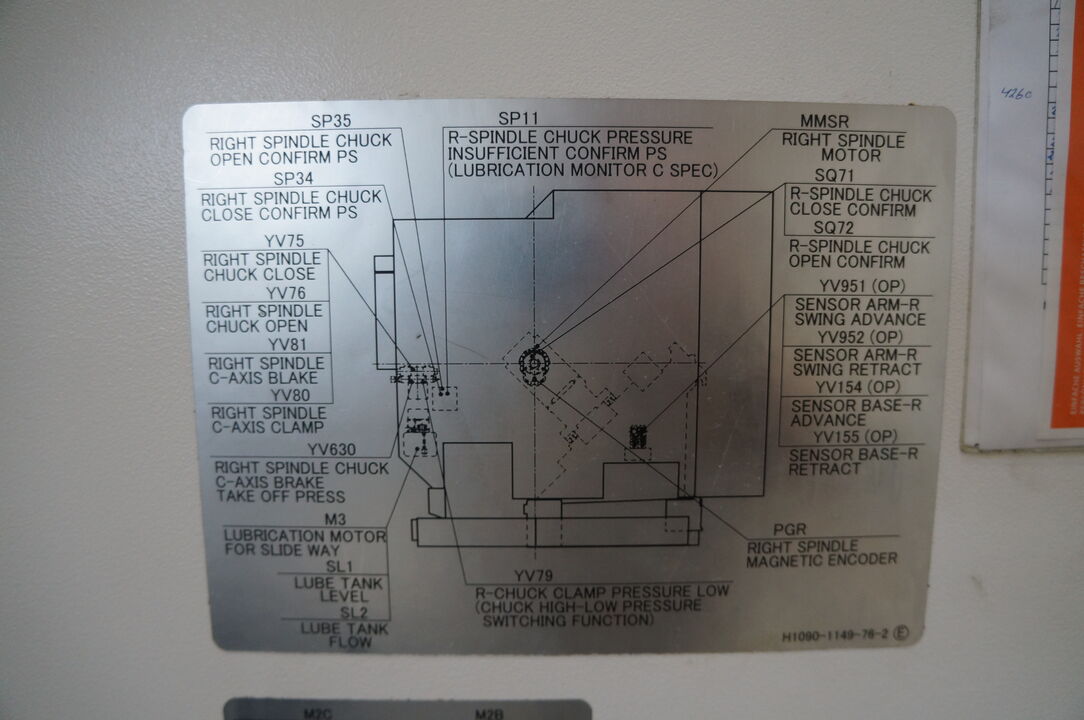 SP35
RIGHT SPINDLE CHUCK
OPEN CONFIRM PS
SP34
RIGHT SPINDLE CHUCK
CLOSE CONFIRM PS
YV75
RIGHT SPINDLE
CHUCK CLOSE
YV76
RIGHT SPINDLE
CHUCK OPEN
YV81
RIGHT SPINDLE
C-AXIS BLAKE
YV80
RIGHT SPINDLE
C-AXIS CLAMP
YV630
RIGHT SPINDLE CHUCK
C-AXIS BRAKE
TAKE OFF PRESS
M3
LUBRICATION MOTOR
FOR SLIDE WAY
SL1
LUBE TANK
LEVEL
SL2
LUBE TANK
FLOW
SP11
R-SPINDLE CHUCK PRESSURE
INSUFFICIENT CONFIRM PS
(LUBRICATION MONITOR C SPEC)
YV79
R-CHUCK CLAMP PRESSURE LOW
(CHUCK HIGH-LOW PRESSURE
SWITCHING FUNCTION)
MMSR
RIGHT SPINDLE
MOTOR
SQ71
R-SPINDLE CHUCK
CLOSE CONFIRM
SQ72
R-SPINDLE CHUCK
OPEN CONFIRM
YV951 (OP)
SENSOR ARM-R
SWING ADVANCE
YV952 (OP)
SENSOR ARM-R
SWING RETRACT
YV154 (OP)
SENSOR BASE-R
ADVANCE
YV155 (OP)
SENSOR BASE-R
RETRACT
PGR
RIGHT SPINDLE
MAGNETIC ENCODER
H1090-1149-76-2 Ⓔ
M2C
M2B